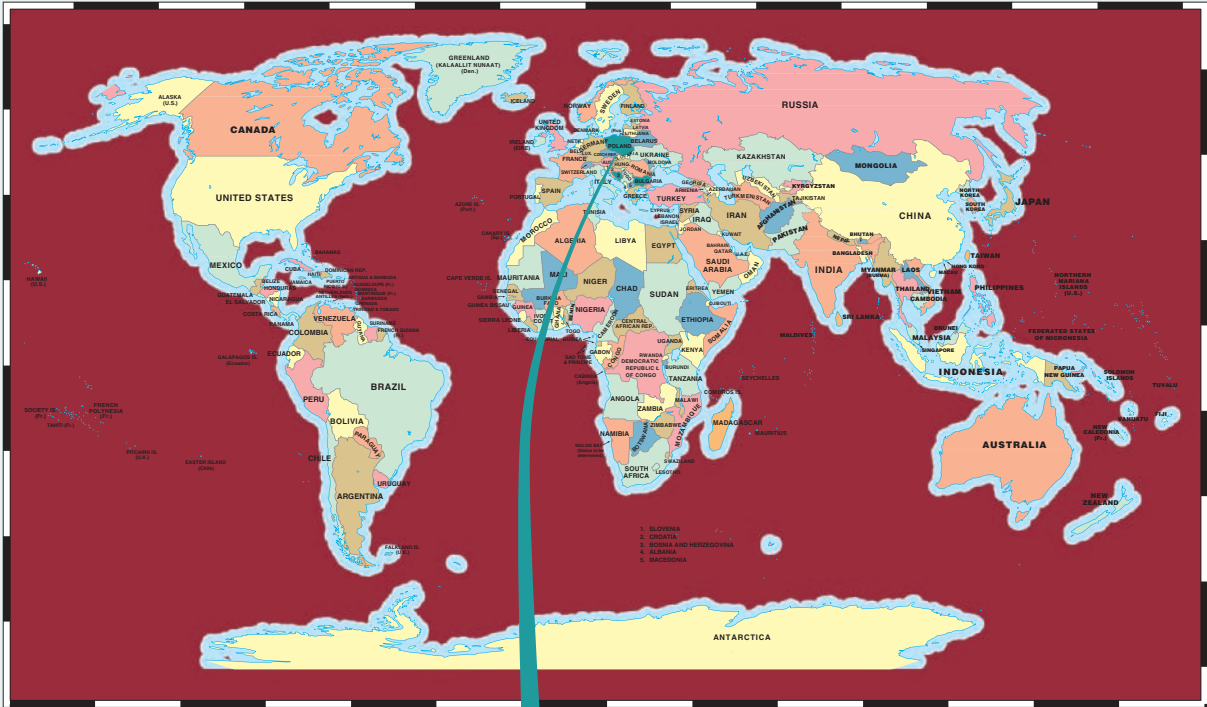 GREENLAND
(KALAALLIT NUNAAT)
(Den.)
ALASKA
(U.S.)
ICELAND
CANADA
UNITED STATES
MEXICO
BAHAMAS
CUBA
DOMINICAN REP.
HAITI
JAMAICA
BELIZE
GUATEMALA
EL SALVADOR
NICARAGUA
COSTA RICA
PANAMA
VENEZUELA
SURINAME
COLOMBIA
ECUADOR
GALAPAGOS IS.
(Ecuador)
BRAZIL
PERU
BOLIVIA
PARAGUAY
CHILE
URUGUAY
ARGENTINA
FALKLAND IS.
(U.K.)
HAWAII
(U.S.)
SOCIETY IS.
(Fr.)
FRENCH
POLYNESIA
(Fr.)
TAHITI (Fr.)
PITCAIRN IS.
(U.K.)
EASTER ISLAND
(Chile)
NORWAY
SWEDEN
FINLAND
ESTONIA
LATVIA
LITHUANIA
UNITED
KINGDOM
IRELAND
(EIRE)
DENMARK
NETH.
GERMANY
POLAND
BELARUS
LUX.
UKRAINE
MOLDOVA
FRANCE
SWITZERLAND
HUNG.
ROMANIA
ITALY
BULGARIA
SPAIN
PORTUGAL
GREECE
AZORE IS.
(Port.)
TURKEY
GEORGIA
ARMENIA
AZERBAIJAN
RUSSIA
KAZAKHSTAN
UZBEKISTAN
TURKMENISTAN
KYRGYZSTAN
TAJIKISTAN
MONGOLIA
CHINA
NORTH
KOREA
SOUTH
KOREA
JAPAN
TAIWAN
HONG KONG
MACAU
CYPRUS
LEBANON
ISRAEL
SYRIA
JORDAN
IRAQ
IRAN
KUWAIT
BAHRAIN
QATAR
U.A.E.
SAUDI
ARABIA
OMAN
YEMEN
AFGHANISTAN
PAKISTAN
INDIA
NEPAL
BHUTAN
BANGLADESH
MYANMAR
(BURMA)
LAOS
THAILAND
VIETNAM
CAMBODIA
PHILIPPINES
SRI LANKA
MALDIVES
BRUNEI
MALAYSIA
SINGAPORE
INDONESIA
PAPUA
NEW GUINEA
SOLOMON
ISLANDS
NORTHERN
MARIANA
ISLANDS
(U.S.)
FEDERATED STATES
OF MICRONESIA
TUVALU
FIJI
VANUATU
NEW
CALEDONIA
(Fr.)
AUSTRALIA
NEW
ZEALAND
TUNISIA
MOROCCO
ALGERIA
LIBYA
EGYPT
MAURITANIA
MALI
NIGER
CHAD
SUDAN
ERITREA
DJIBOUTI
ETHIOPIA
SOMALIA
CAPE VERDE IS.
SENEGAL
GAMBIA
GUINEA BISSAU
GUINEA
SIERRA LEONE
LIBERIA
GHANA
TOGO
NIGERIA
CAMEROON
CENTRAL
AFRICAN REP.
SAO TOME
& PRINCIPE
GABON
CONGO
CABINDA
(Angola)
DEMOCRATIC
REPUBLIC
OF CONGO
RWANDA
BURUNDI
UGANDA
KENYA
TANZANIA
SEYCHELLES
COMOROS IS.
ANGOLA
ZAMBIA
MALAWI
MOZAMBIQUE
ZIMBABWE
NAMIBIA
BOTSWANA
MADAGASCAR
MAURITIUS
SWAZILAND
LESOTHO
SOUTH
AFRICA
1. SLOVENIA
2. CROATIA
3. BOSNIA AND HERZEGOVINA
4. ALBANIA
5. MACEDONIA
ANTARCTICA